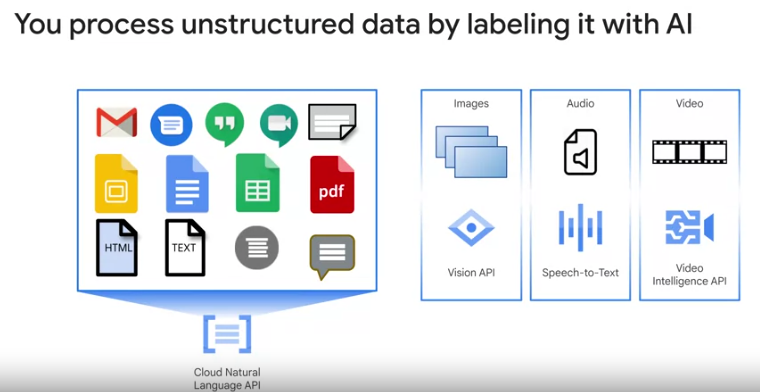 You process unstructured data by labeling it with AI
Images
Audio
Video
pdf
HTML
TEXT
Vision API
Speech-to-Text
Video
Intelligence API
Cloud Natural
Language API